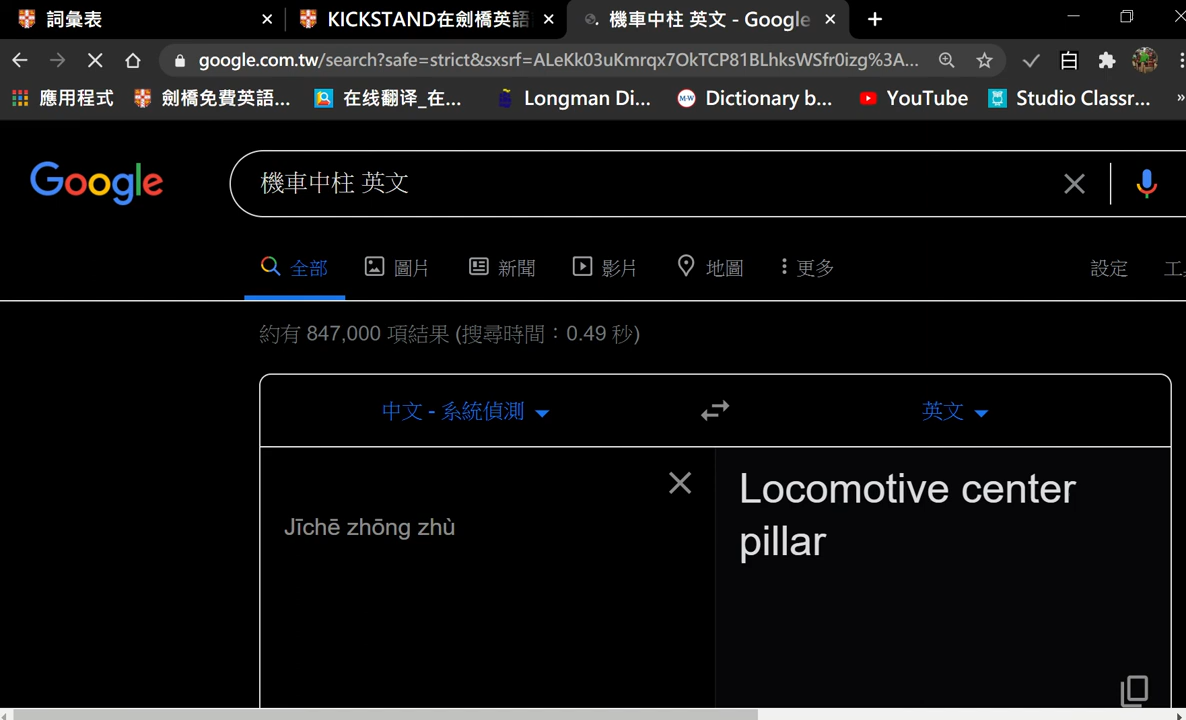 詞彙表
KICKSTAND在劍橋英語
機車中柱 英文 - Google
google.com.tw/search?safe=strict&sxsrf=ALeKk03uKmrqx7OkTCP81BLhksWSfr0izg%3A...
白
應用程式
劍橋免費英語...
在线翻译_在...
Longman Di...
M-W
Dictionary b...
YouTube
Studio Classr...
»
Google
機車中柱 英文
全部
圖片
新聞
影片
地圖
更多
設定
約有 847,000 項結果 (搜尋時間：0.49 秒)
中文 - 系統偵測
英文
Jīchē zhōng zhù
Locomotive center
pillar